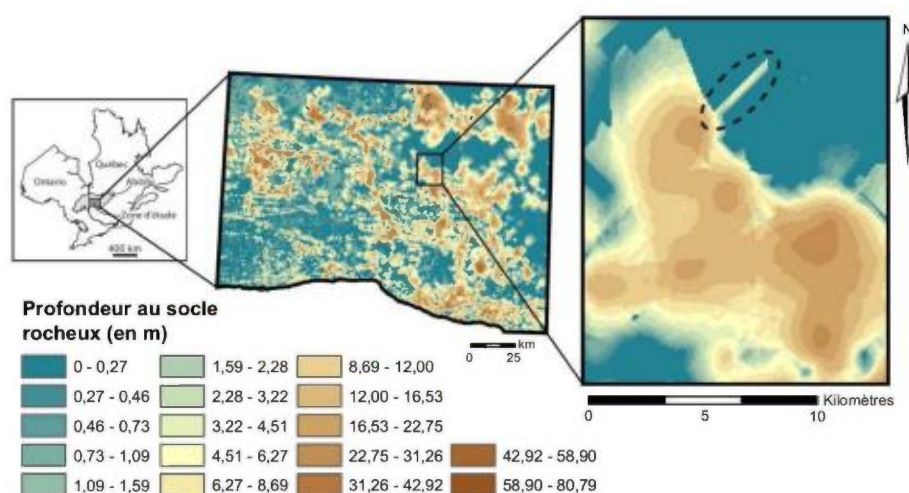 N
Québec
Ontario
Zone d'étude
400 km
Profondeur au socle
rocheux (en m)
km
0 25
0 - 0,27
0,27 - 0,46
0,46 - 0,73
0,73 - 1,09
1,09 - 1,59
1,59 - 2,28
2,28 - 3,22
3,22 - 4,51
4,51 - 6,27
6,27 - 8,69
8,69 - 12,00
12,00 - 16,53
16,53 - 22,75
22,75 - 31,26
31,26 - 42,92
42,92 - 58,90
58,90 - 80,79
Kilomètres
0 5 10